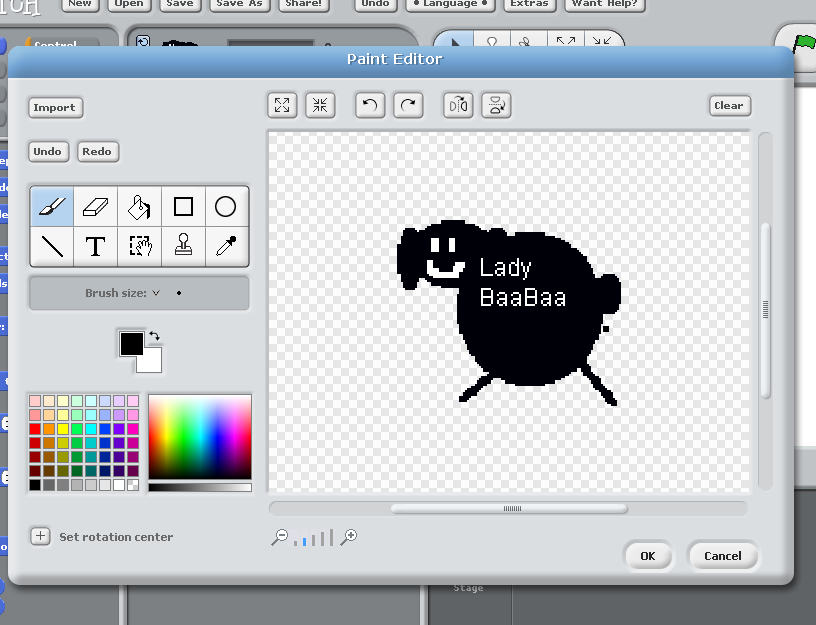 New Open Save Save As Share! Undo • Language • Extras Want Help?
Control
Paint Editor
Import
Clear
Undo Redo
T
Lady
BaaBaa
Brush size:
Set rotation center
OK Cancel
Stage